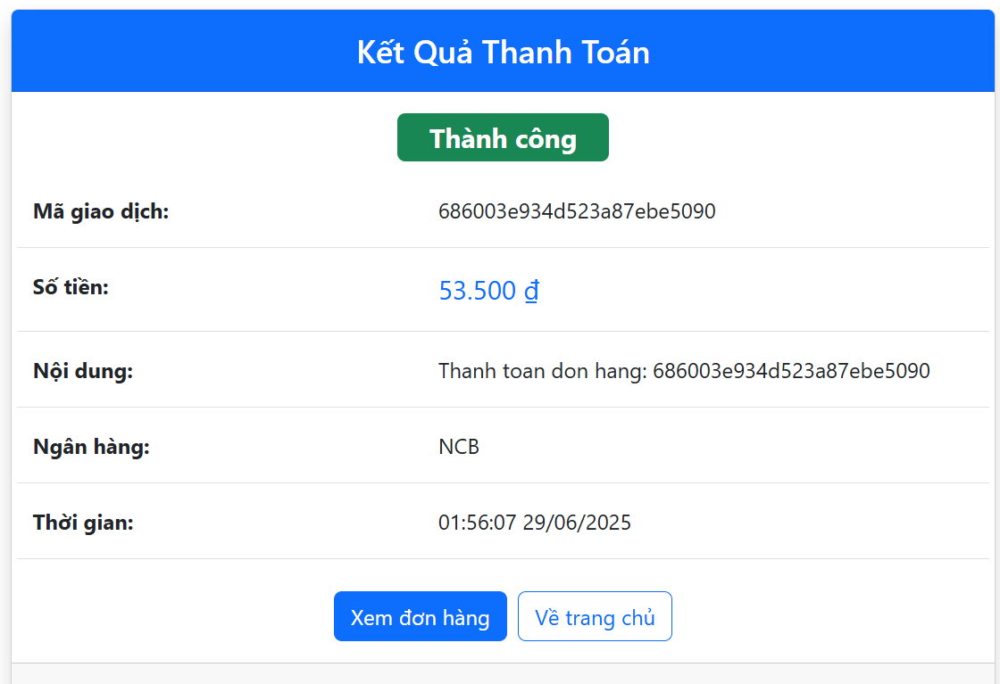 Kết Quả Thanh Toán
Thành công
Mã giao dịch: 686003e934d523a87ebe5090
Số tiền: 53.500 ₫
Nội dung: Thanh toan don hang: 686003e934d523a87ebe5090
Ngân hàng: NCB
Thời gian: 01:56:07 29/06/2025
Xem đơn hàng Về trang chủ